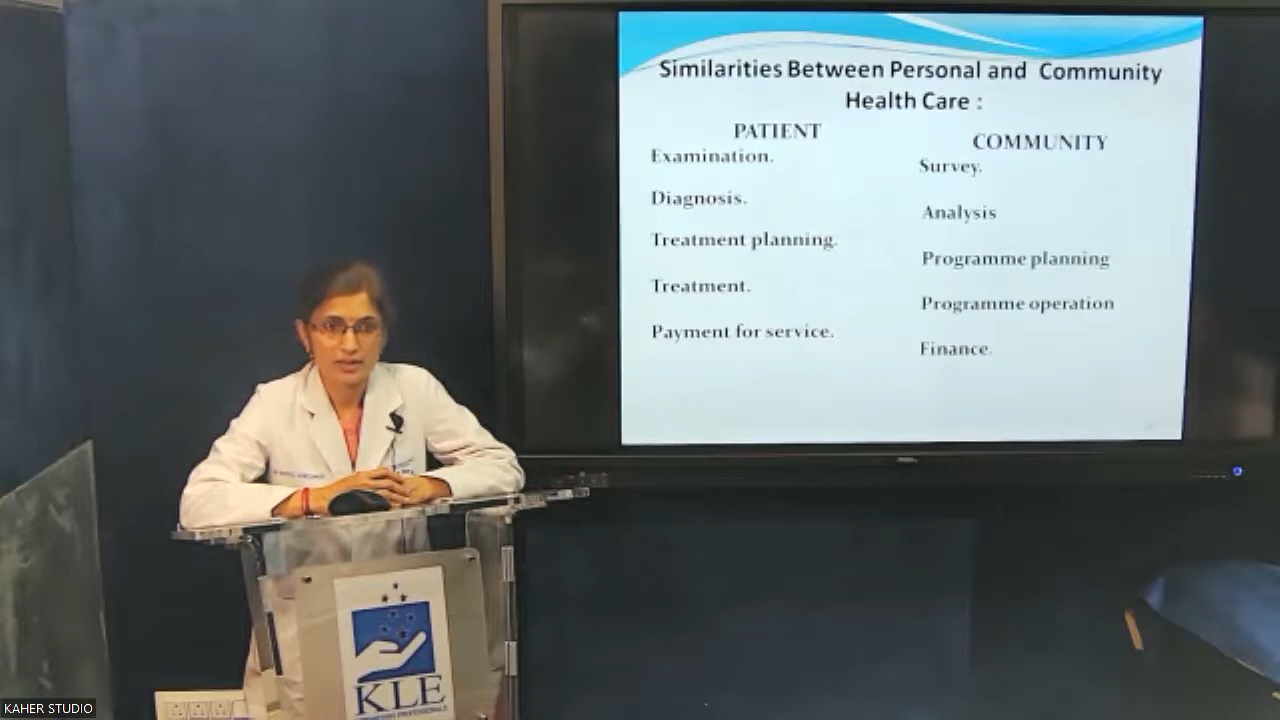 Similarities Between Personal and Community
Health Care :
PATIENT
Examination.
Diagnosis.
Treatment planning.
Treatment.
Payment for service.
COMMUNITY
Survey.
Analysis
Programme planning
Programme operation
Finance.
KLE
KAHER STUDIO